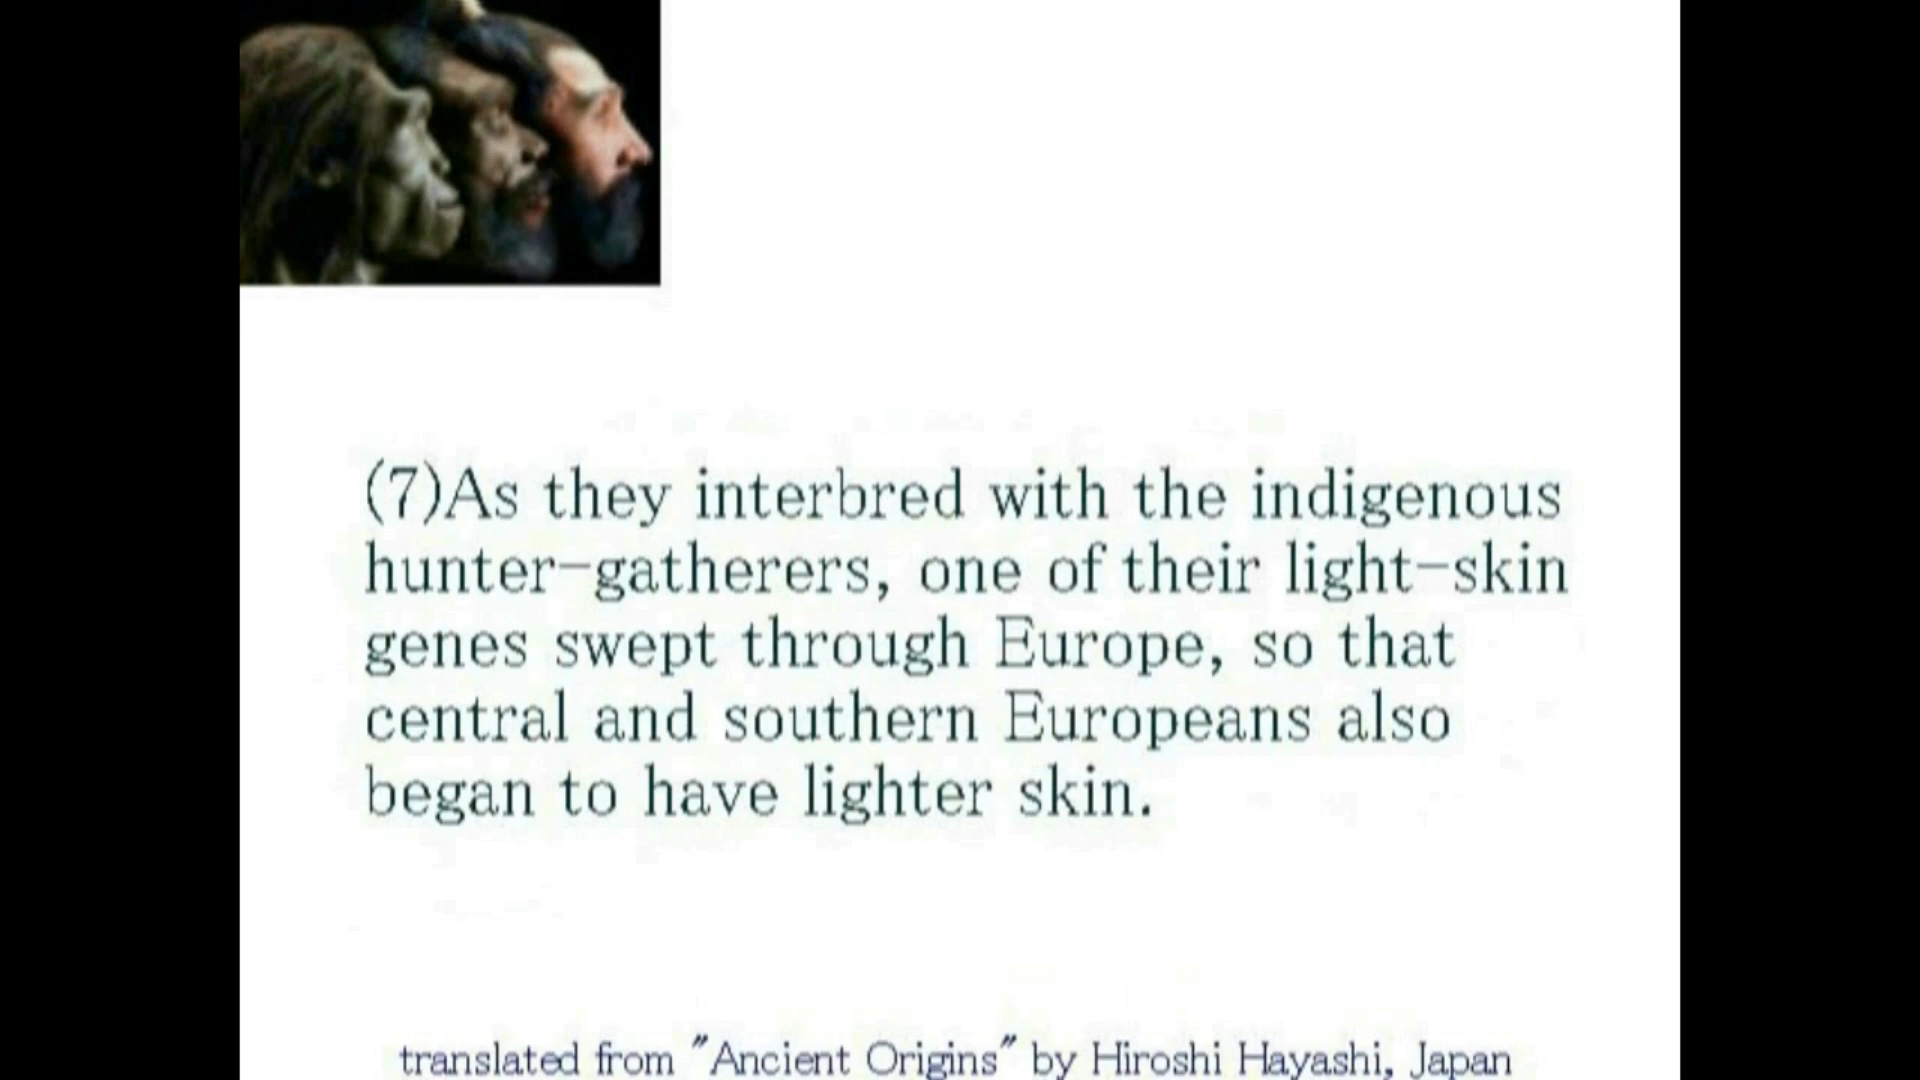 (7)As they interbred with the indigenous
hunter-gatherers, one of their light-skin
genes swept through Europe, so that
central and southern Europeans also
began to have lighter skin.
translated from "Ancient Origins" by Hiroshi Hayashi, Japan